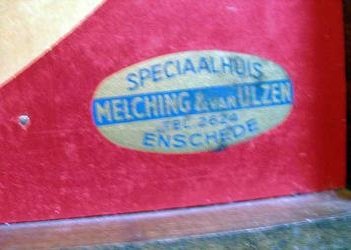 SPECIAALHUIS
MELCHING & VAN ULZEN
TEL. 2624
ENSCHEDE